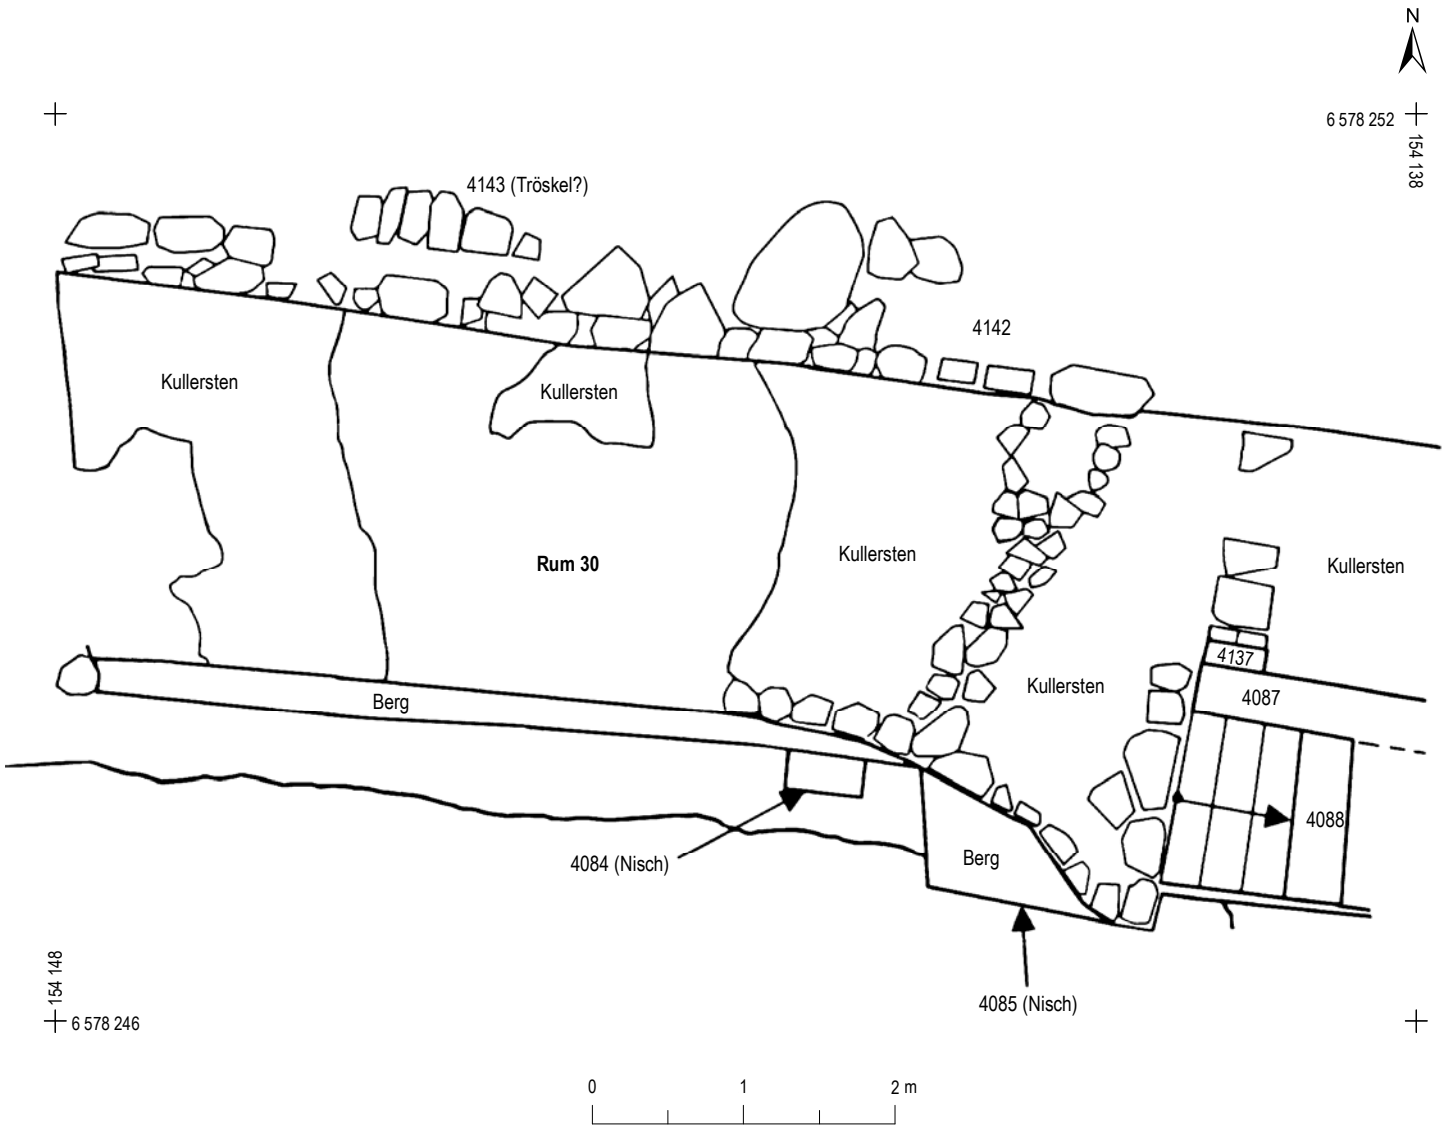 N
6 578 252
154 138
4143 (Tröskel?)
4142
Kullersten
Kullersten
Rum 30
Kullersten
Kullersten
4137
Kullersten
4087
Berg
4088
4084 (Nisch)
Berg
154 148
4085 (Nisch)
6 578 246
0 1 2 m